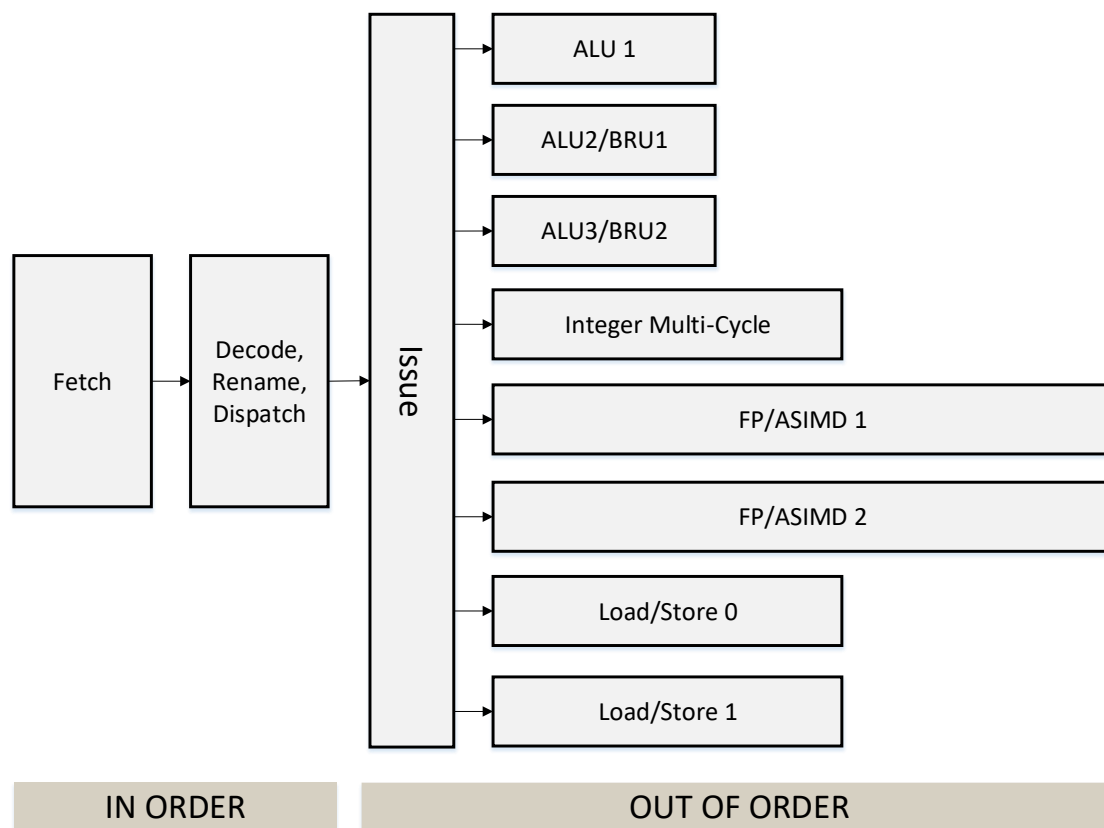 Fetch
Decode,
Rename,
Dispatch
Issue
ALU 1
ALU2/BRU1
ALU3/BRU2
Integer Multi-Cycle
FP/ASIMD 1
FP/ASIMD 2
Load/Store 0
Load/Store 1
IN ORDER
OUT OF ORDER